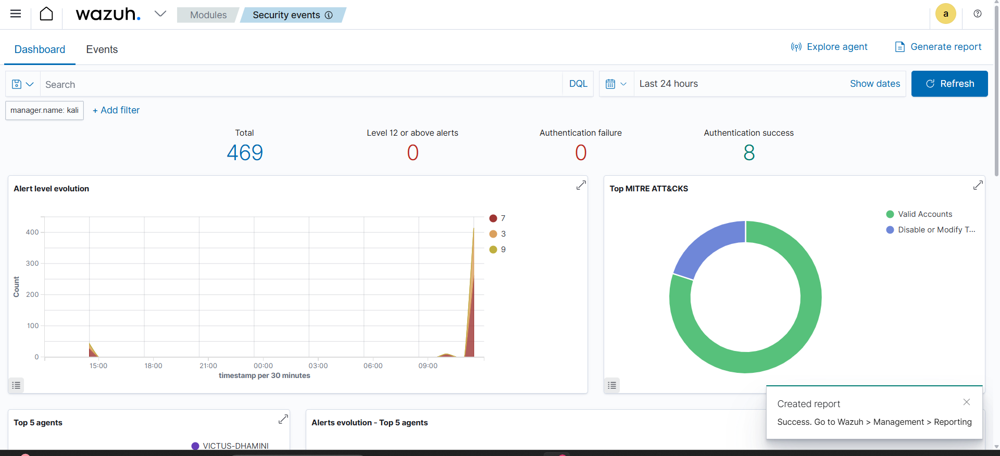 wazuh.
Modules
Security events
a
Dashboard
Events
Explore agent
Generate report
Search
DQL
Last 24 hours
Show dates
Refresh
manager.name: kali
+ Add filter
Total
469
Level 12 or above alerts
0
Authentication failure
0
Authentication success
8
Alert level evolution
400
300
200
100
0
Count
15:00
18:00
21:00
00:00
03:00
06:00
09:00
timestamp per 30 minutes
7
3
9
Top MITRE ATT&CKS
Valid Accounts
Disable or Modify T...
Top 5 agents
VICTUS-DHAMINI
Alerts evolution - Top 5 agents
Created report
Success. Go to Wazuh > Management > Reporting